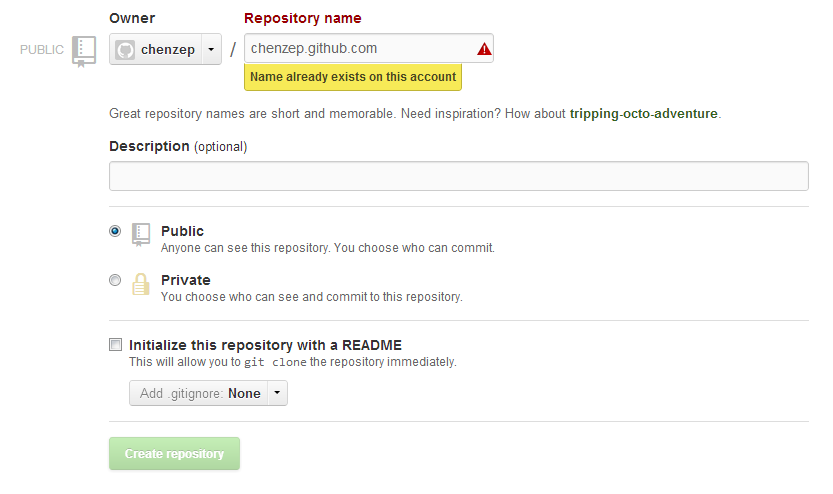 Owner
Repository name
PUBLIC
chenzep / chenzep.github.com
Name already exists on this account
Great repository names are short and memorable. Need inspiration? How about tripping-octo-adventure.
Description (optional)
Public
Anyone can see this repository. You choose who can commit.
Private
You choose who can see and commit to this repository.
Initialize this repository with a README
This will allow you to git clone the repository immediately.
Add .gitignore: None
Create repository